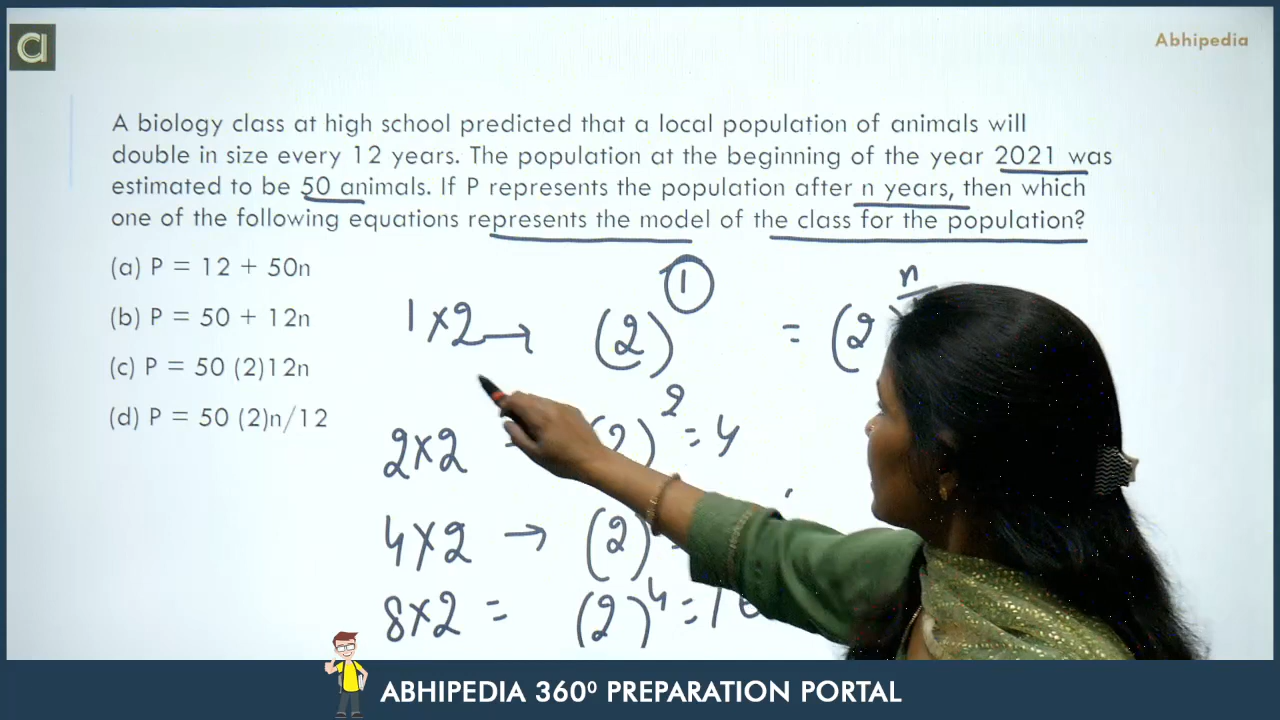 Abhipedia
A biology class at high school predicted that a local population of animals will
double in size every 12 years. The population at the beginning of the year 2021 was
estimated to be 50 animals. If P represents the population after n years, then which
one of the following equations represents the model of the class for the population?
(a) P = 12 + 50n
(b) P = 50 + 12n
(c) P = 50 (2)12n
(d) P = 50 (2)n/12
1 × 2 → (2)^1 = (2)^n
2 × 2 (2)^2 = 4
4 × 2 → (2)
8 × 2 = (2)^4 = 16
ABHIPEDIA 360⁰ PREPARATION PORTAL